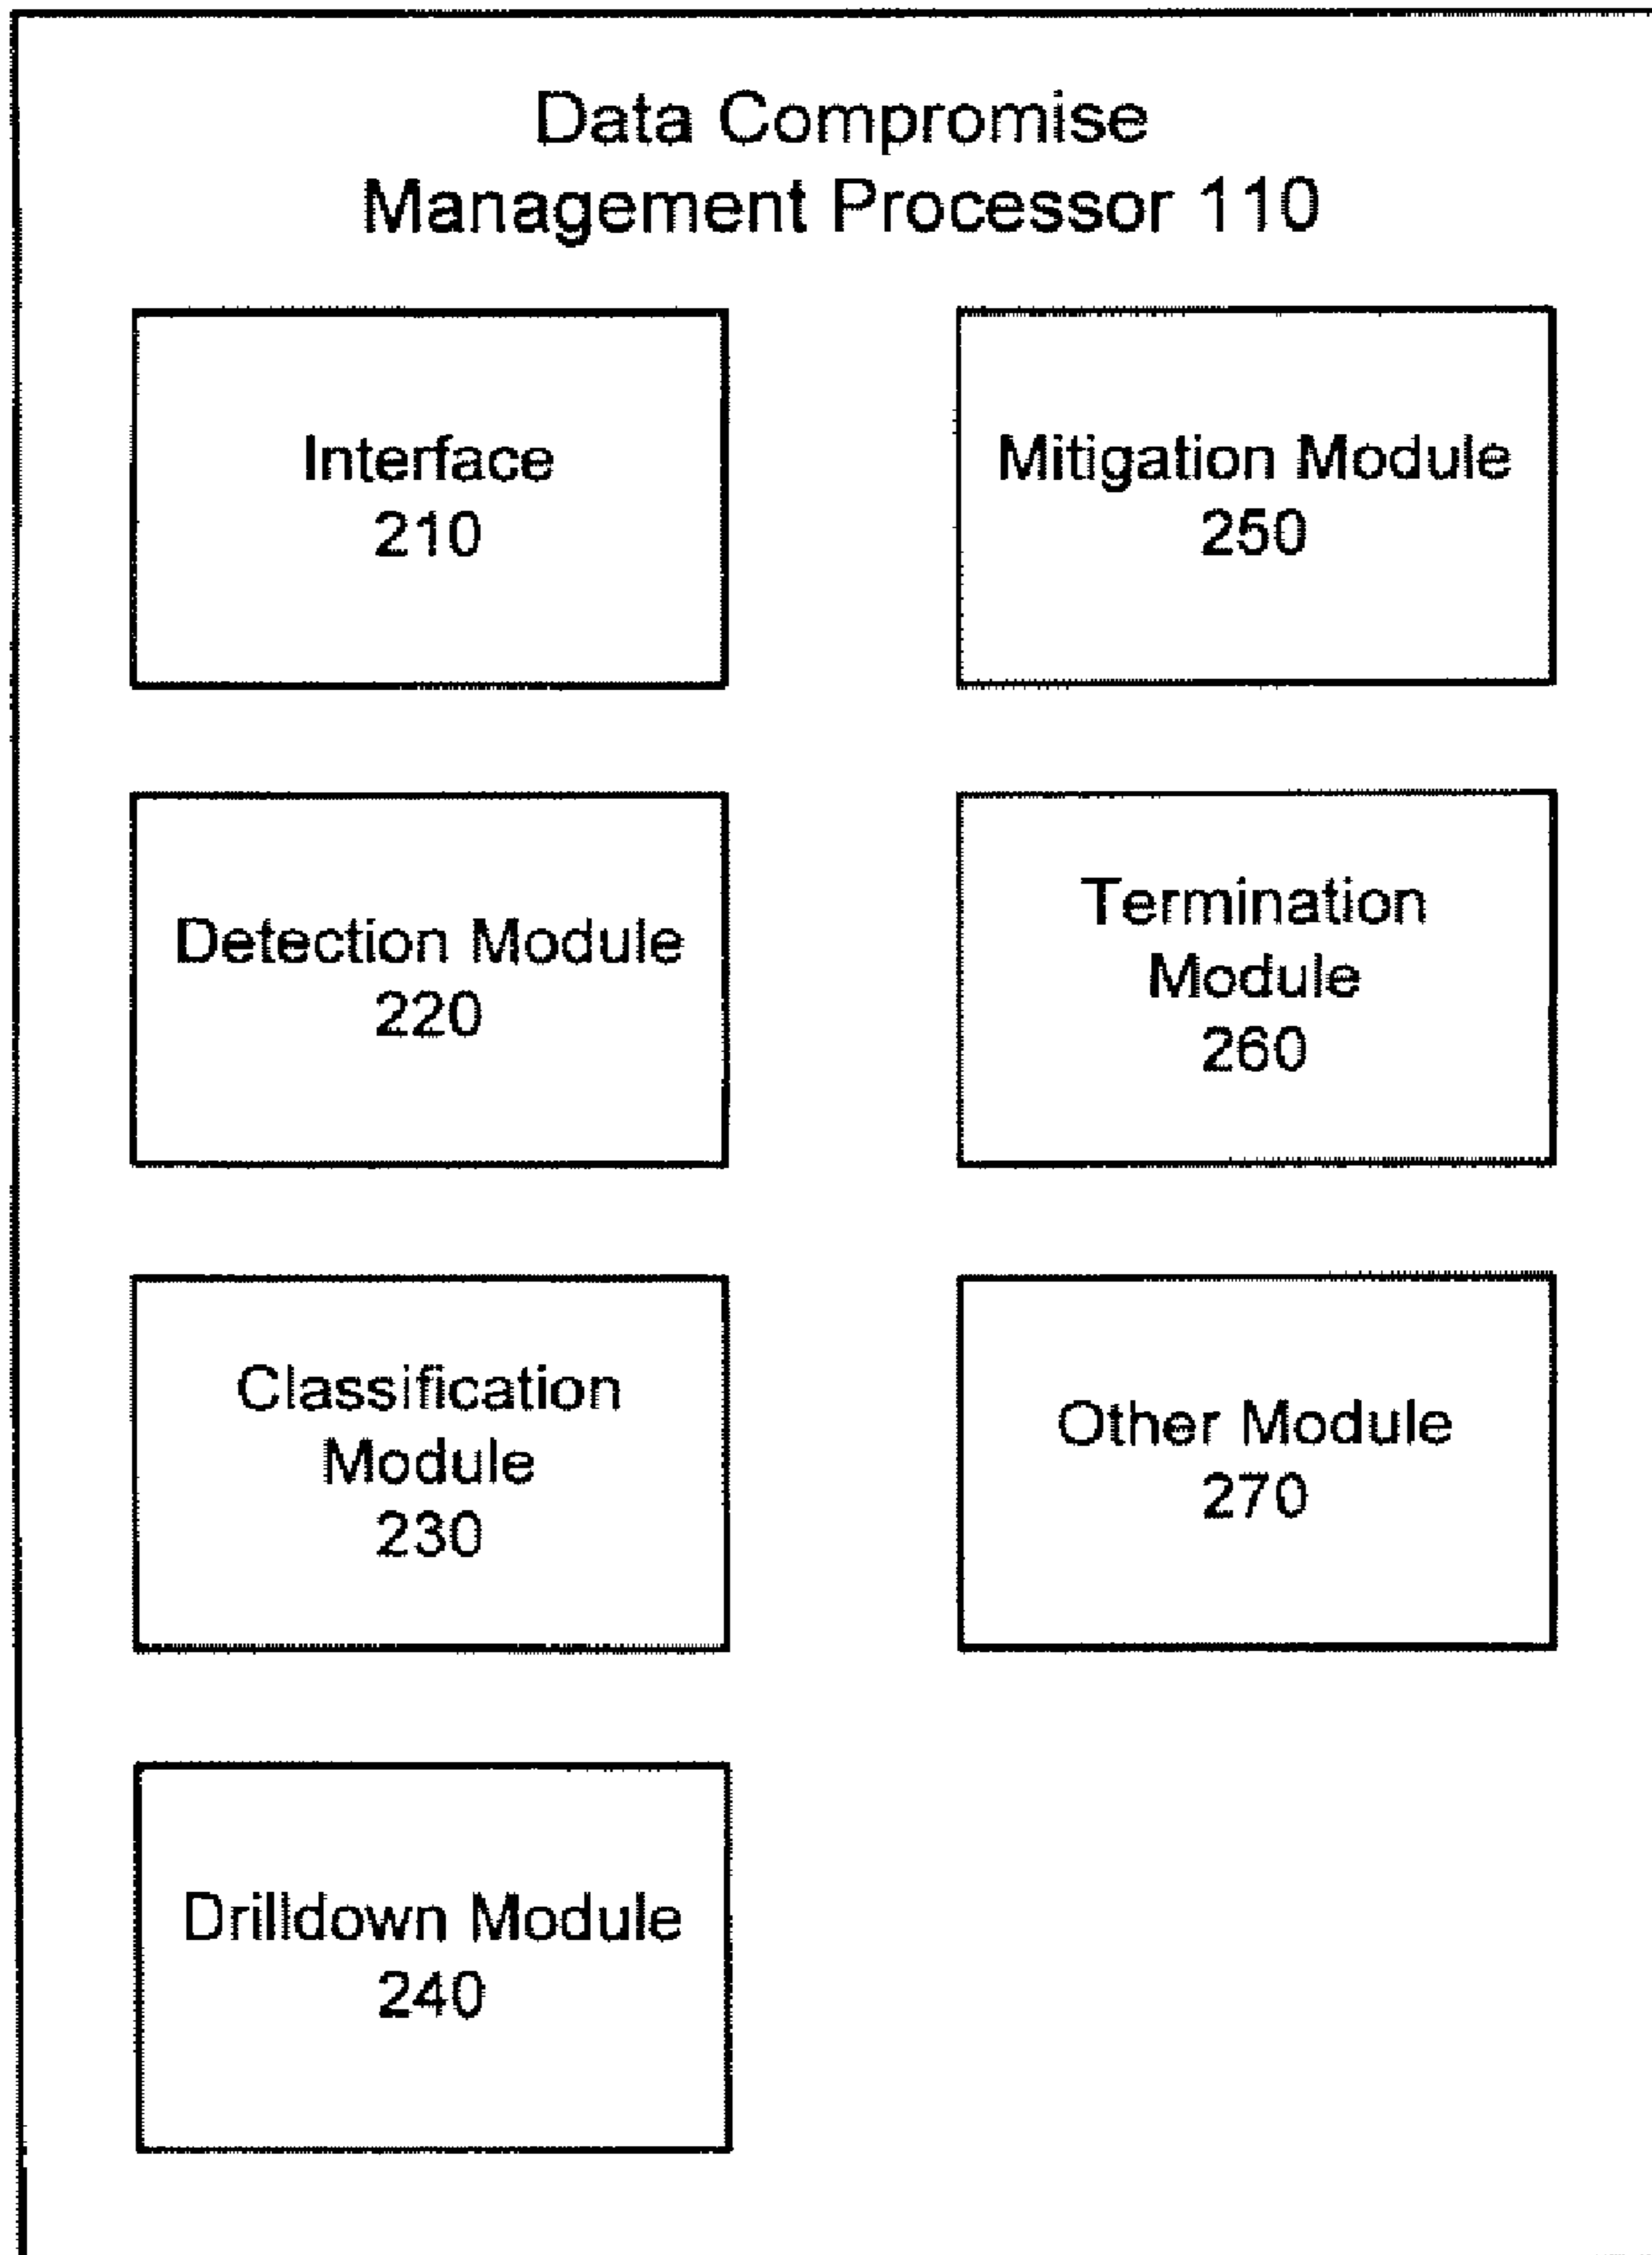 Data Compromise
Management Processor 110
Interface
210
Mitigation Module
250
Detection Module
220
Termination
Module
260
Classification
Module
230
Other Module
270
Drilldown Module
240